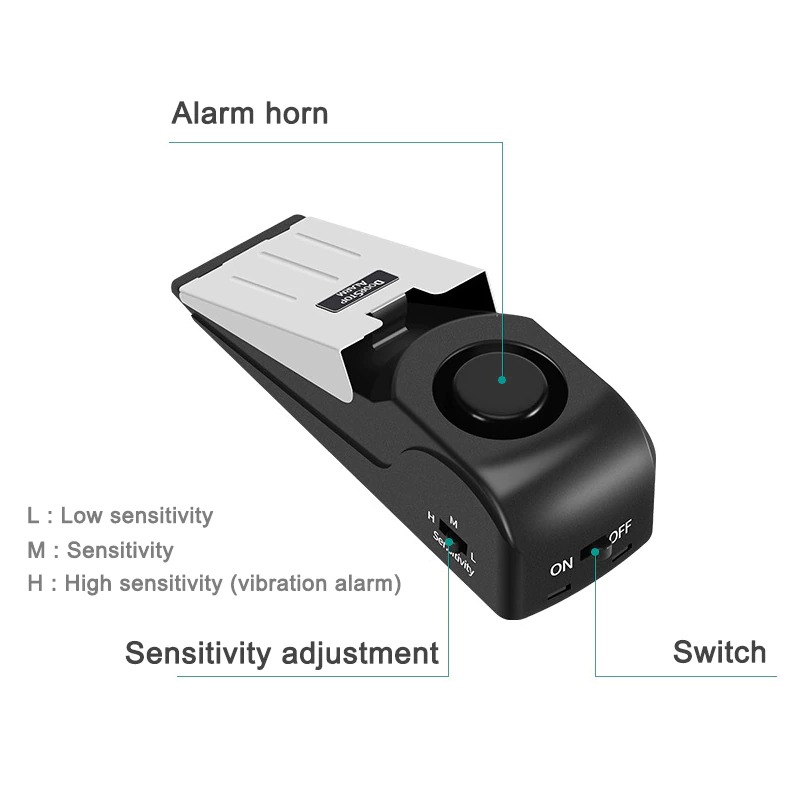 Alarm horn
DOORSTOP
ALARM
L : Low sensitivity
M : Sensitivity
H : High sensitivity (vibration alarm)
H M L
Sensitivity
ON OFF
Sensitivity adjustment
Switch